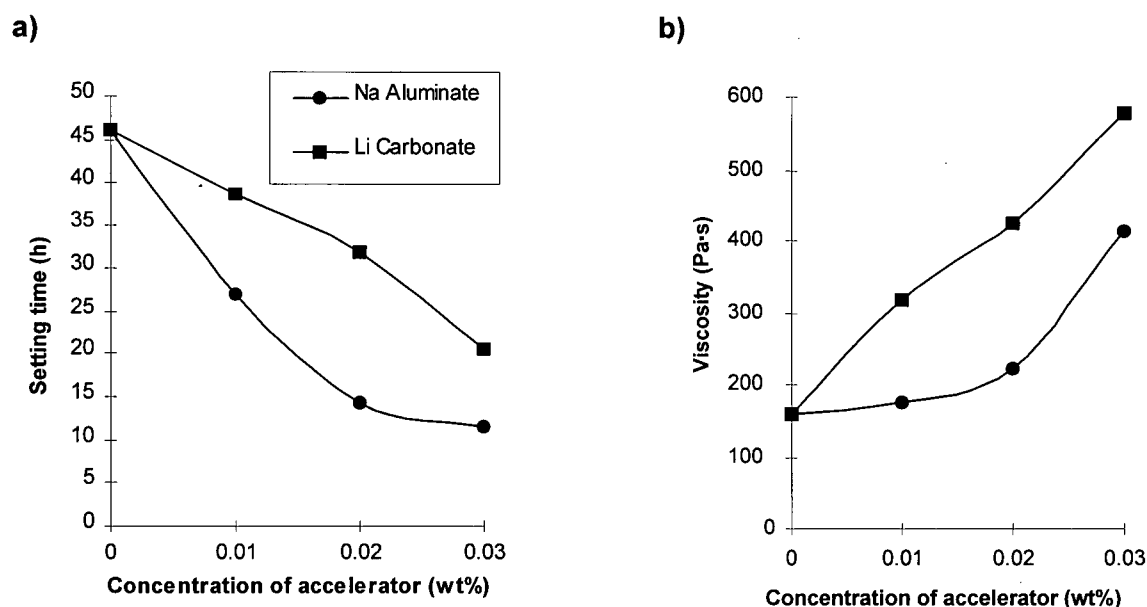 a)
Setting time (h)
50
45
40
35
30
25
20
15
10
5
0
0 0.01 0.02 0.03
Concentration of accelerator (wt%)
Na Aluminate
Li Carbonate
b)
Viscosity (Pa·s)
600
500
400
300
200
100
0
0 0.01 0.02 0.03
Concentration of accelerator (wt%)